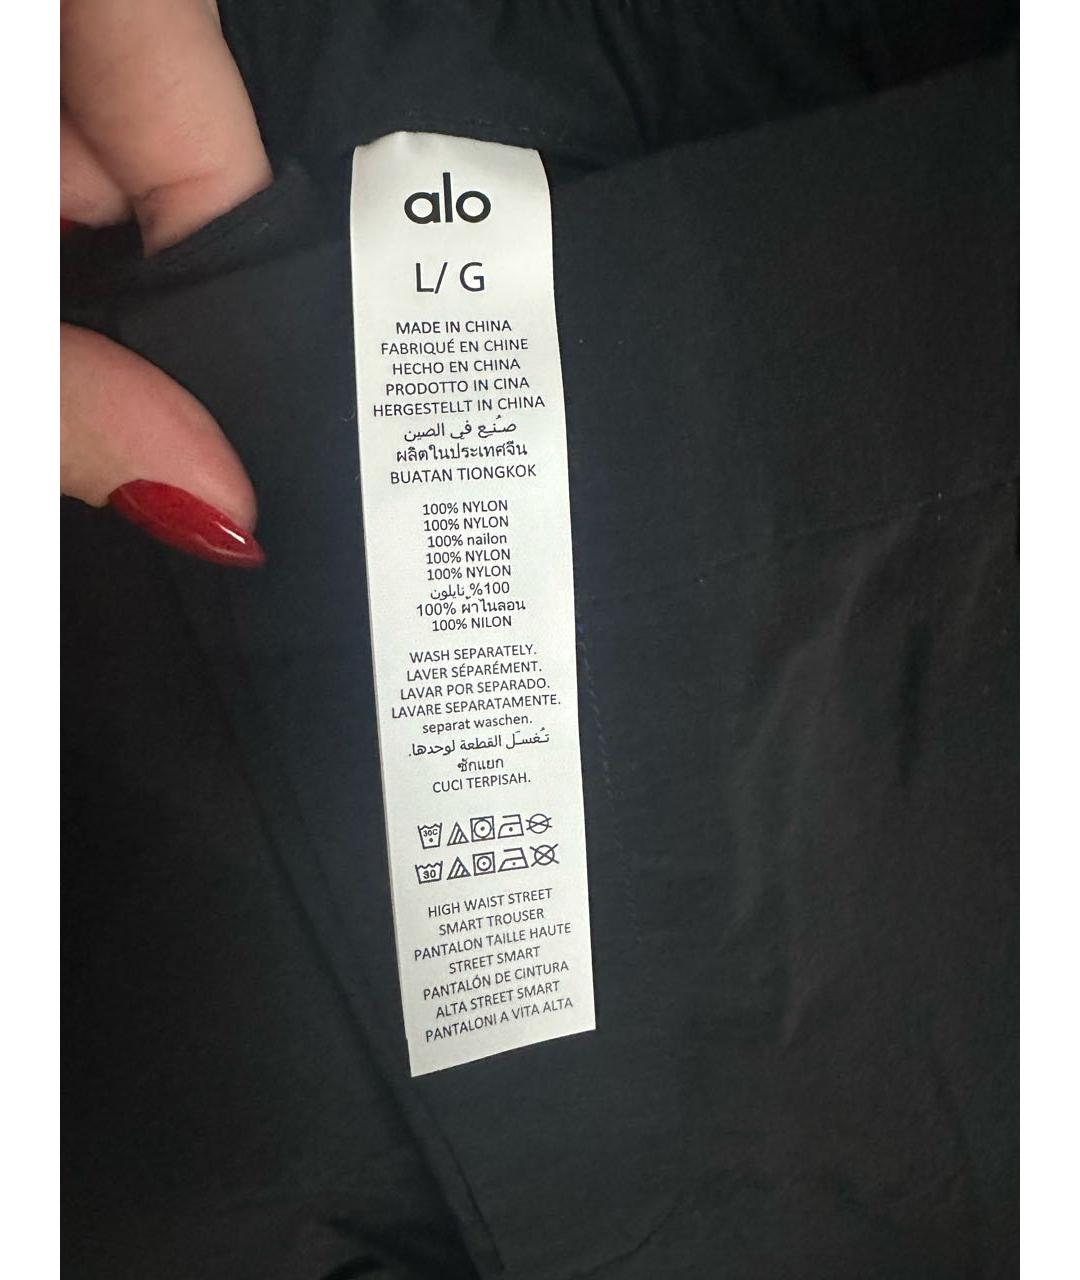 alo
L/ G
MADE IN CHINA
FABRIQUÉ EN CHINE
HECHO EN CHINA
PRODOTTO IN CINA
HERGESTELLT IN CHINA
صُنع في الصين
ผลิตในประเทศจีน
BUATAN TIONGKOK
100% NYLON
100% NYLON
100% nailon
100% NYLON
100% NYLON
100% نايلون
100% ผ้าไนลอน
100% NILON
WASH SEPARATELY.
LAVER SÉPARÉMENT.
LAVAR POR SEPARADO.
LAVARE SEPARATAMENTE.
separat waschen.
تُغسَل القطعة لوحدها.
ซักแยก
CUCI TERPISAH.
30C
30
HIGH WAIST STREET
SMART TROUSER
PANTALON TAILLE HAUTE
STREET SMART
PANTALÓN DE CINTURA
ALTA STREET SMART
PANTALONI A VITA ALTA